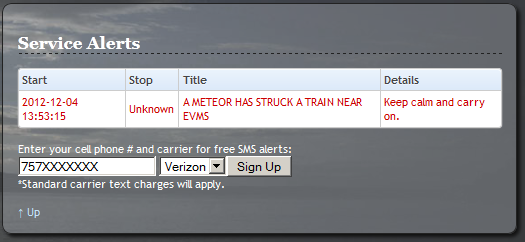 Service Alerts
Start Stop Title Details
2012-12-04 Unknown A METEOR HAS STRUCK A TRAIN NEAR Keep calm and carry
13:53:15 EVMS on.
Enter your cell phone # and carrier for free SMS alerts:
757XXXXXXX Verizon Sign Up
*Standard carrier text charges will apply.
↑ Up